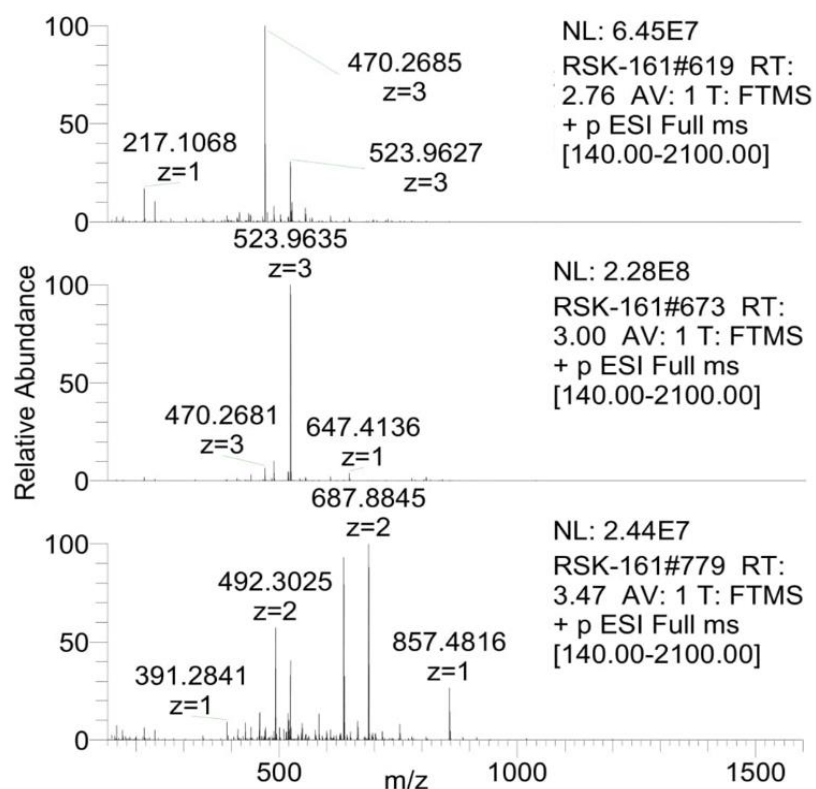 100
50
0
470.2685
z=3
217.1068
z=1
523.9627
z=3
NL: 6.45E7
RSK-161#619 RT:
2.76 AV: 1 T: FTMS
+ p ESI Full ms
[140.00-2100.00]
Relative Abundance
100
50
0
523.9635
z=3
470.2681
z=3
647.4136
z=1
NL: 2.28E8
RSK-161#673 RT:
3.00 AV: 1 T: FTMS
+ p ESI Full ms
[140.00-2100.00]
100
50
0
687.8845
z=2
492.3025
z=2
391.2841
z=1
857.4816
z=1
NL: 2.44E7
RSK-161#779 RT:
3.47 AV: 1 T: FTMS
+ p ESI Full ms
[140.00-2100.00]
500 1000 1500
m/z